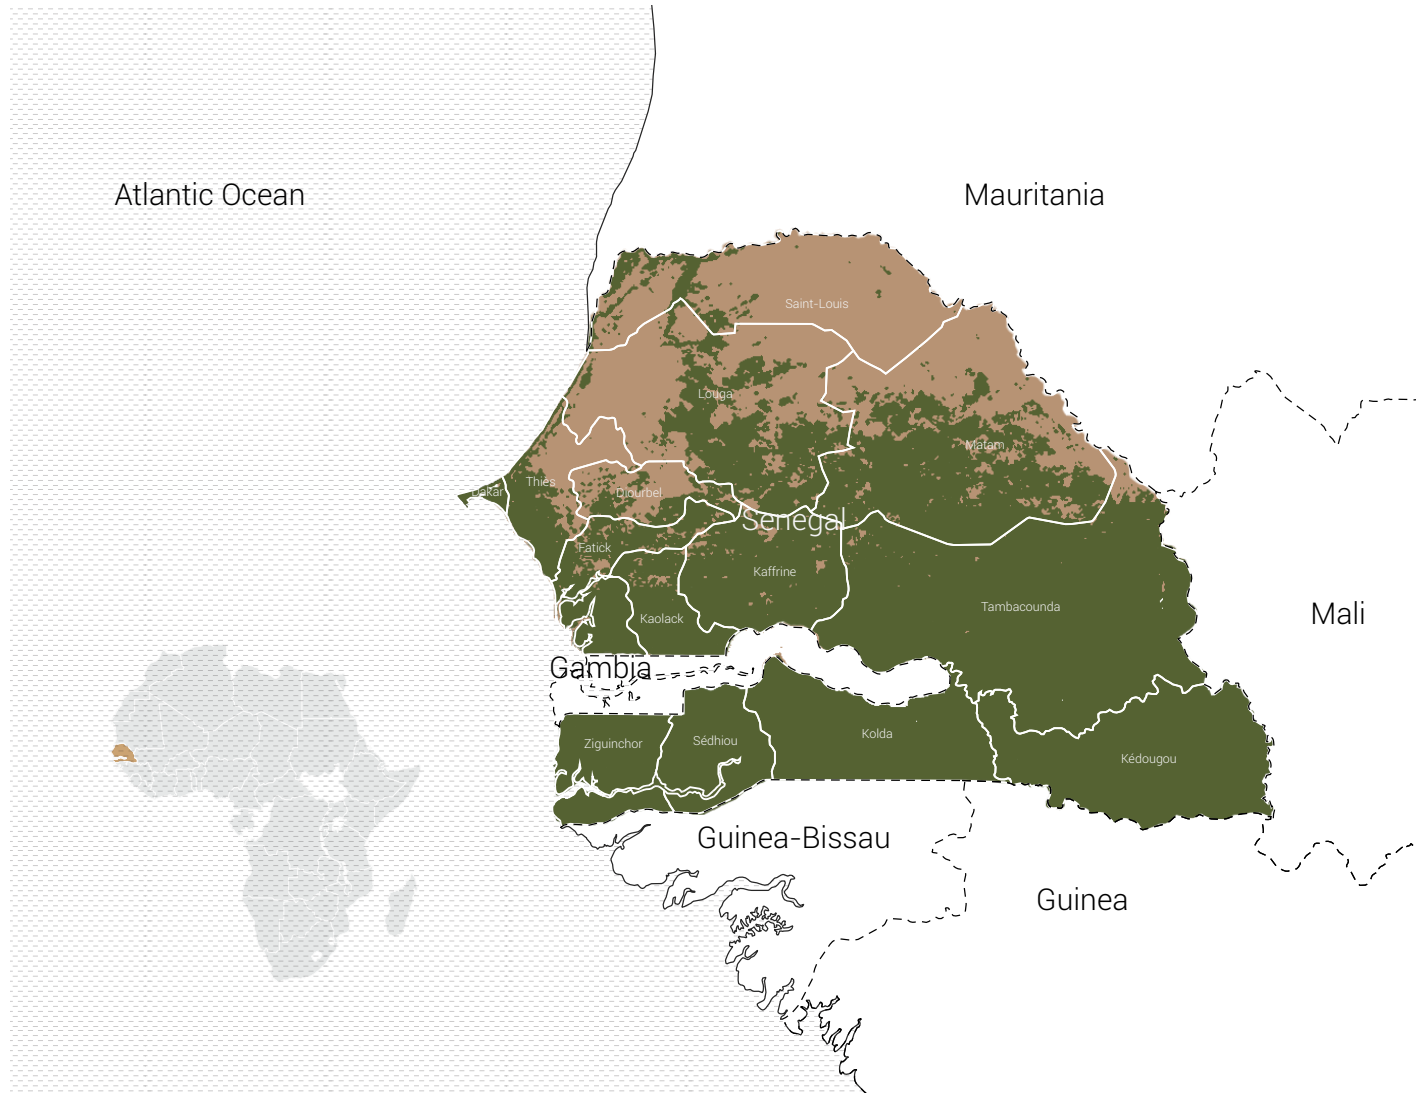 Atlantic Ocean
Mauritania
Saint-Louis
Louga
Matam
Thiès
Dakar
Diourbel
Senegal
Fatick
Kaffrine
Tambacounda
Kaolack
Mali
Gambia
Ziguinchor
Sédhiou
Kolda
Kédougou
Guinea-Bissau
Guinea